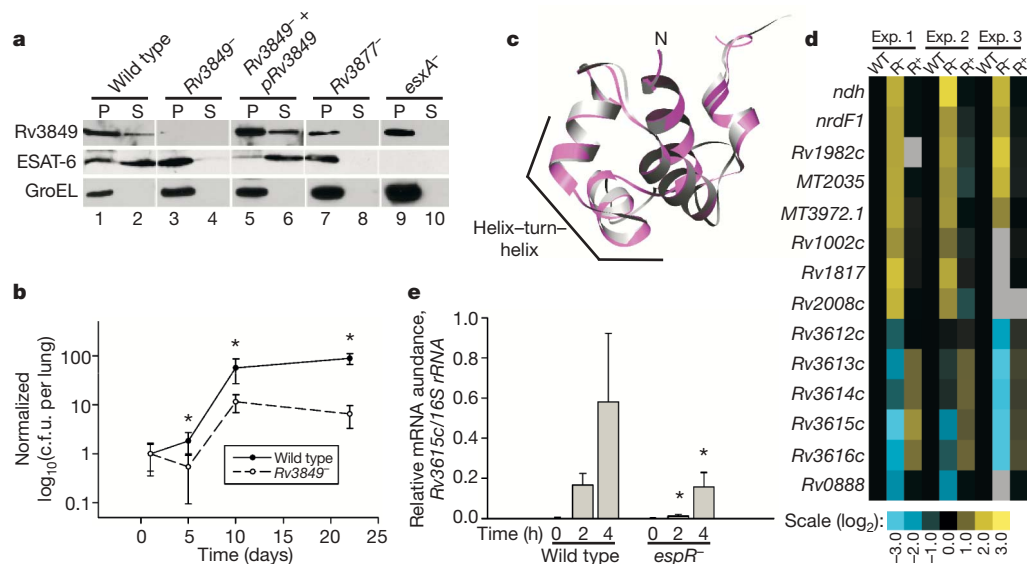 a
Wild type
Rv3849⁻
Rv3849⁻ +
pRv3849
Rv3877⁻
esxA⁻
P S P S P S P S P S
Rv3849
ESAT-6
GroEL
1 2 3 4 5 6 7 8 9 10
b
Normalized
log10(c.f.u. per lung)
100
10
1
0.1
* * *
Wild type
Rv3849⁻
0 5 10 15 20 25
Time (days)
c
N
Helix–turn–
helix
e
Relative mRNA aundance,
Rv3615c/16S rRNA
1.0
0.8
0.6
0.4
0.2
0.0
* *
Time (h) 0 2 4 0 2 4
Wild type espR⁻
d
Exp. 1 Exp. 2 Exp. 3
WT R⁻ R⁺ WT R⁻ R⁺ WT R⁻ R⁺
ndh
nrdF1
Rv1982c
MT2035
MT3972.1
Rv1002c
Rv1817
Rv2008c
Rv3612c
Rv3613c
Rv3614c
Rv3615c
Rv3616c
Rv0888
Scale (log2):
–3.0 –2.0 –1.0 0.0 1.0 2.0 3.0